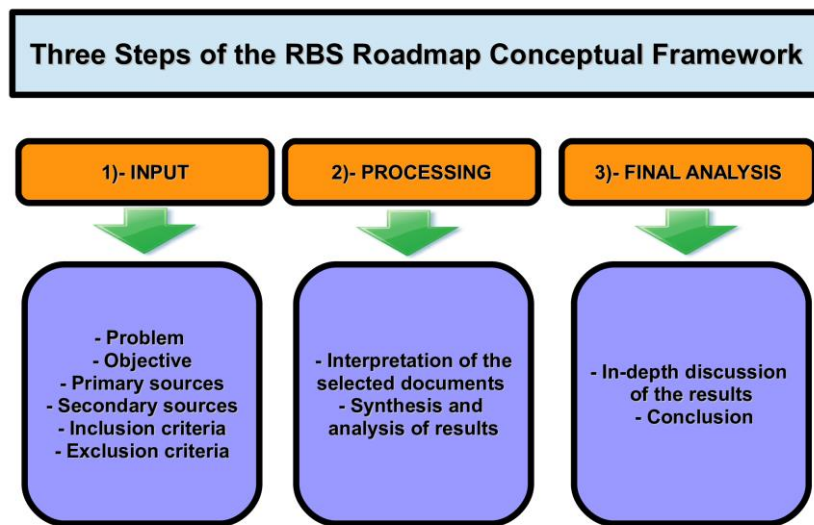 Three Steps of the RBS Roadmap Conceptual Framework
1)- INPUT
- Problem
- Objective
- Primary sources
- Secondary sources
- Inclusion criteria
- Exclusion criteria
2)- PROCESSING
- Interpretation of the
selected documents
- Synthesis and
analysis of results
3)- FINAL ANALYSIS
- In-depth discussion
of the results
- Conclusion